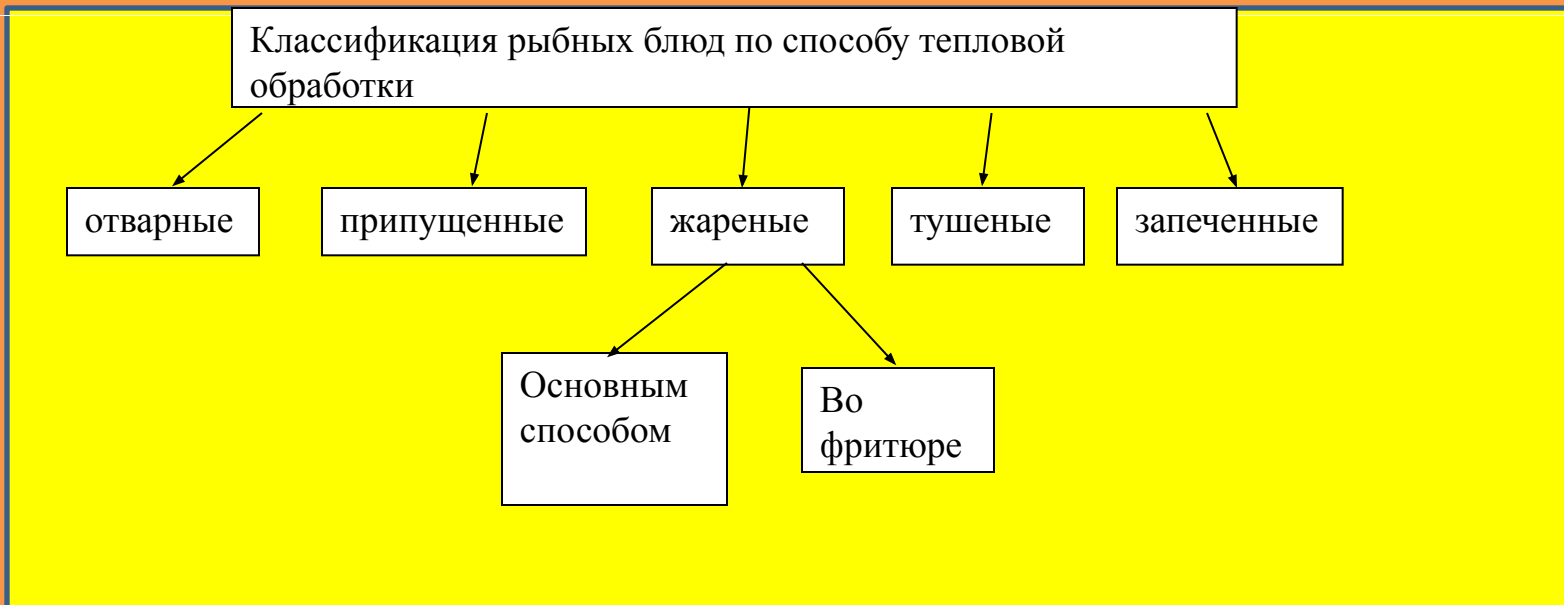 Классификация рыбных блюд по способу тепловой
обработки
отварные
припущенные
жареные
тушеные
запеченные
Основным
способом
Во
фритюре